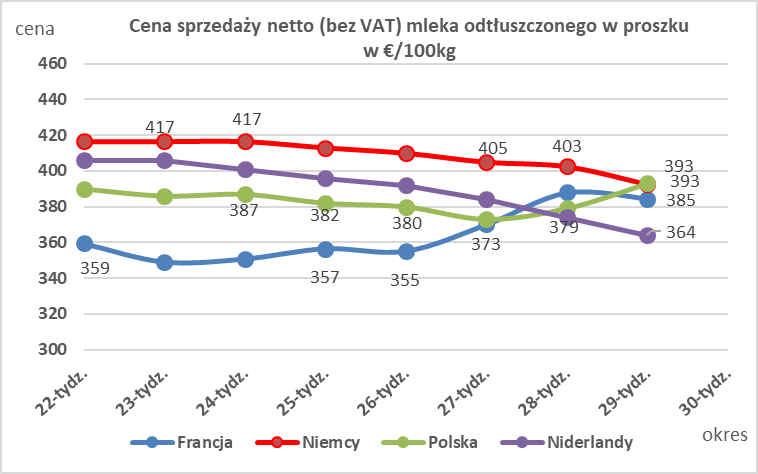 cena
Cena sprzedaży netto (bez VAT) mleka odtłuszczonego w proszku
w €/100kg
460
440
420
400
380
360
340
320
300
417
417
405
403
393
393
385
364
387
382
380
373
379
359
357
355
22-tydz.
23-tydz.
24-tydz.
25-tydz.
26-tydz.
27-tydz.
28-tydz.
29-tydz.
30-tydz.
okres
Francja Niemcy Polska Niderlandy